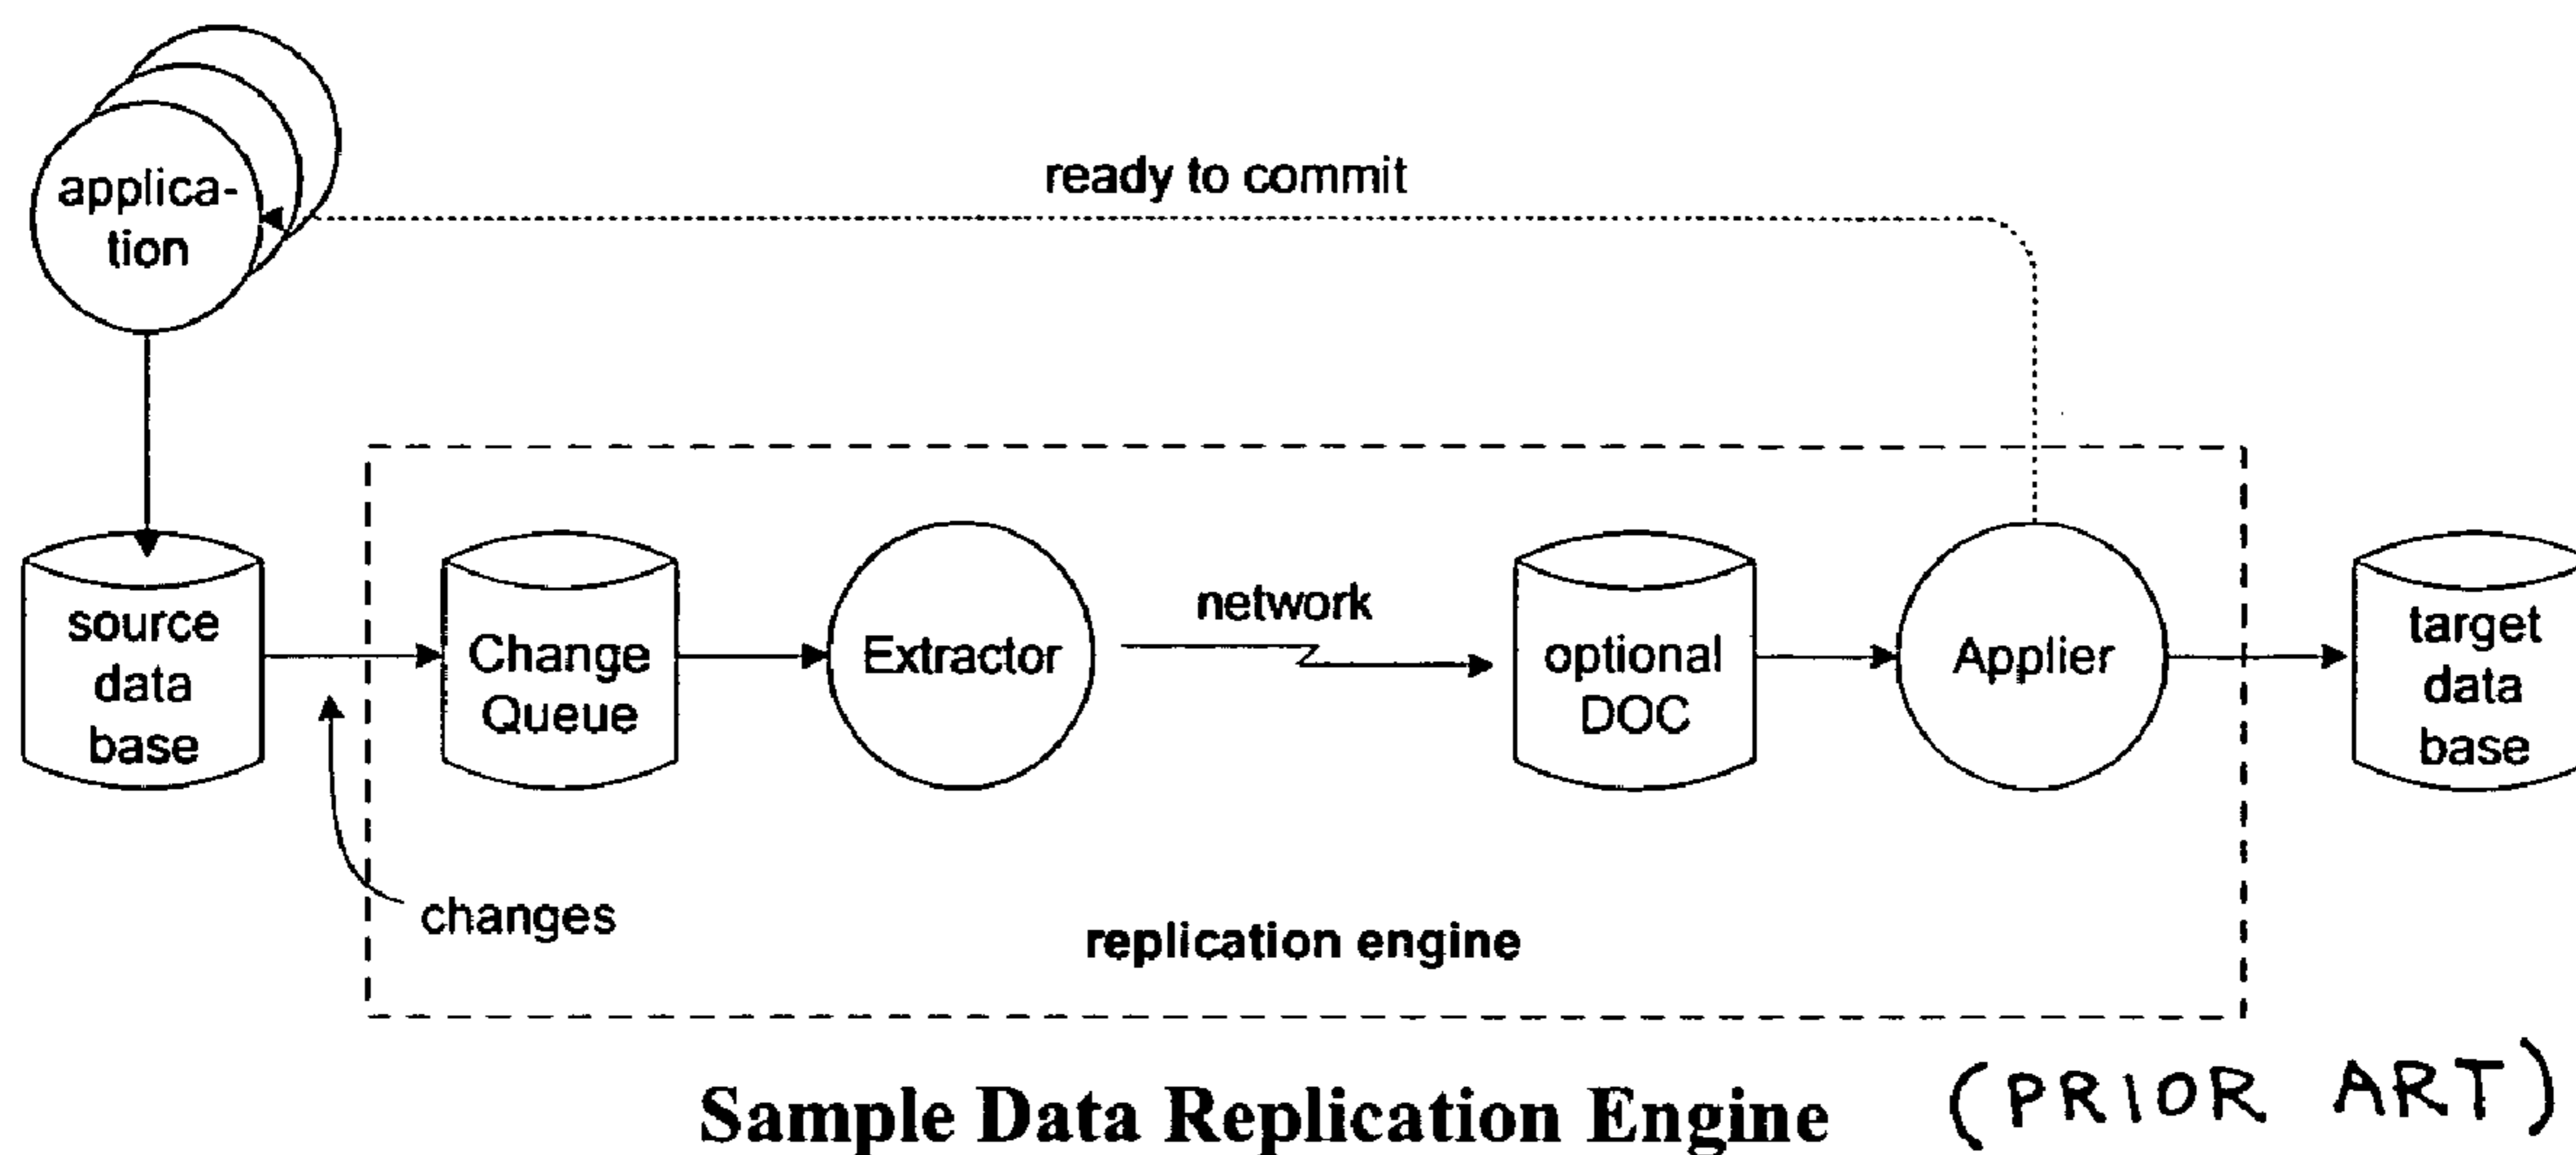 applica-
tion
ready to commit
source
data
base
Change
Queue
Extractor
network
optional
DOC
Applier
target
data
base
changes
replication engine
Sample Data Replication Engine (PRIOR ART)